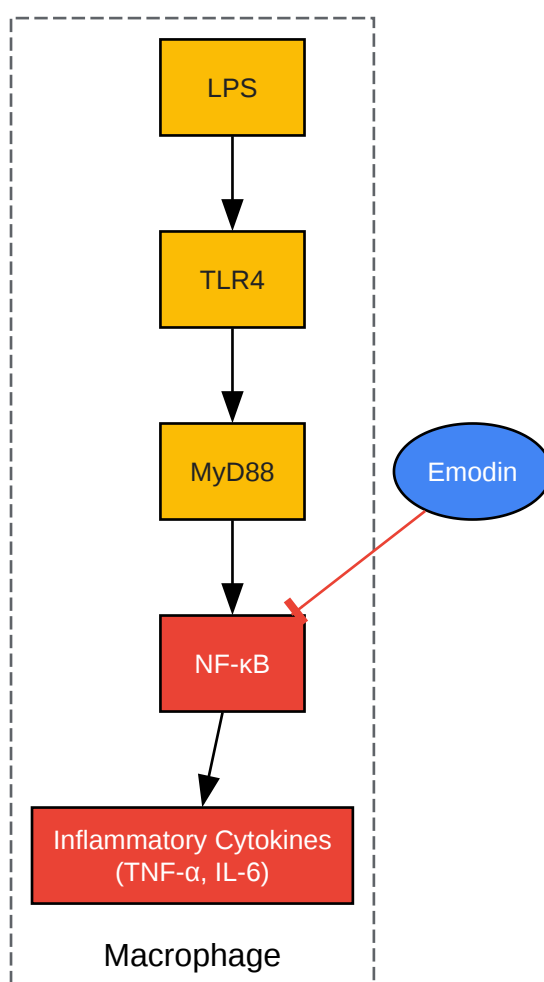 LPS
TLR4
MyD88
Emodin
NF-κB
Inflammatory Cytokines
(TNF-α, IL-6)
Macrophage